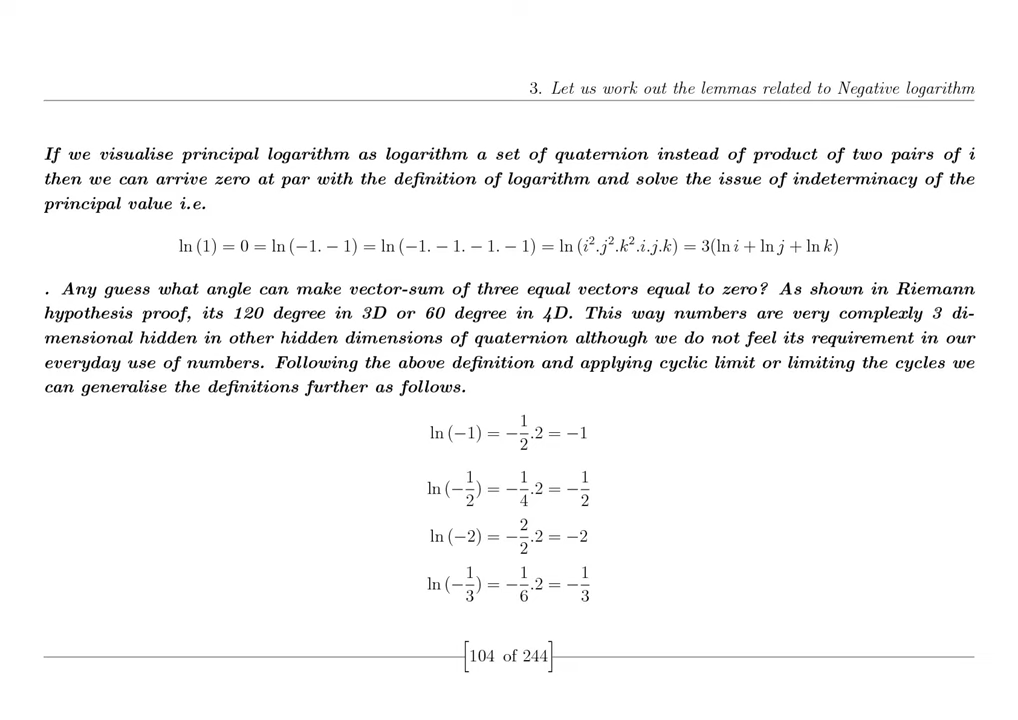 3. Let us work out the lemmas related to Negative logarithm
If we visualise principal logarithm as logarithm a set of quaternion instead of product of two pairs of i
then we can arrive zero at par with the definition of logarithm and solve the issue of indeterminacy of the
principal value i.e.
ln (1) = 0 = ln (−1. − 1) = ln (−1. − 1. − 1. − 1) = ln (i².j².k².i.j.k) = 3(ln i + ln j + ln k)
. Any guess what angle can make vector-sum of three equal vectors equal to zero? As shown in Riemann
hypothesis proof, its 120 degree in 3D or 60 degree in 4D. This way numbers are very complexly 3 di-
mensional hidden in other hidden dimensions of quaternion although we do not feel its requirement in our
everyday use of numbers. Following the above definition and applying cyclic limit or limiting the cycles we
can generalise the definitions further as follows.
ln (−1) = −1/2.2 = −1
ln (−1/2) = −1/4.2 = −1/2
ln (−2) = −2/2.2 = −2
ln (−1/3) = −1/6.2 = −1/3
[104 of 244]